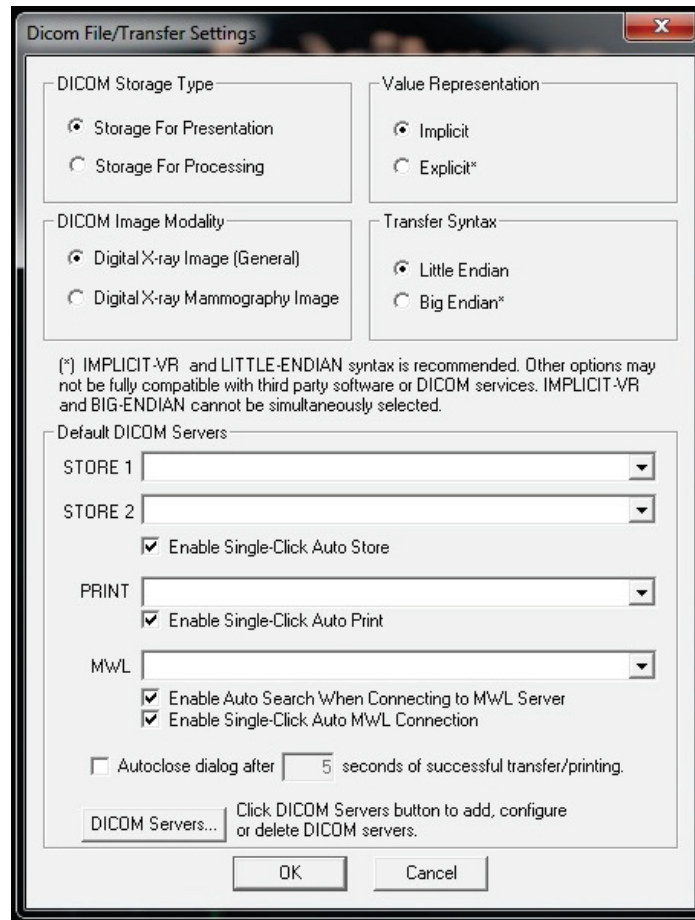 Dicom File/Transfer Settings
DICOM Storage Type
Storage For Presentation
Storage For Processing
Value Representation
Implicit
Explicit*
DICOM Image Modality
Digital X-ray Image (General)
Digital X-ray Mammography Image
Transfer Syntax
Little Endian
Big Endian*
(*) IMPLICIT-VR and LITTLE-ENDIAN syntax is recommended. Other options may
not be fully compatible with third party software or DICOM services. IMPLICIT-VR
and BIG-ENDIAN cannot be simultaneously selected.
Default DICOM Servers
STORE 1
STORE 2
Enable Single-Click Auto Store
PRINT
Enable Single-Click Auto Print
MWL
Enable Auto Search When Connecting to MWL Server
Enable Single-Click Auto MWL Connection
Autoclose dialog after 5 seconds of successful transfer/printing.
DICOM Servers... Click DICOM Servers button to add, configure
or delete DICOM servers.
OK Cancel